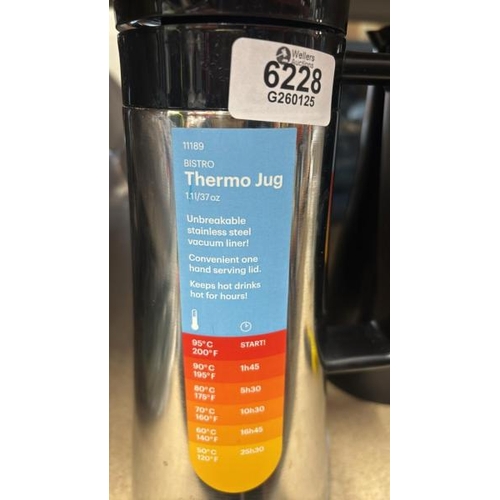 Wellers
auctions
6228
G260125
11189
BISTRO
Thermo Jug
1.1l/37oz
Unbreakable
stainless steel
vacuum liner!
Convenient one
hand serving lid.
Keeps hot drinks
hot for hours!
95°C START!
200°F
90°C 1h45
195°F
80°C 5h30
175°F
70°C 10h30
160°F
60°C 16h45
140°F
50°C 25h20
120°F